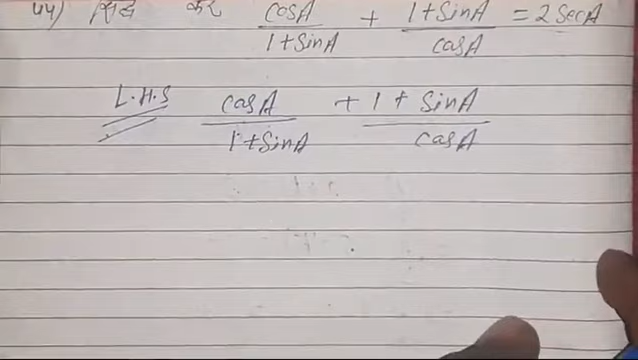 44) सिद्ध करें cosA / 1+sinA + 1+sinA / cosA = 2 secA
L.H.S cosA / 1+sinA + 1+ sinA / cosA